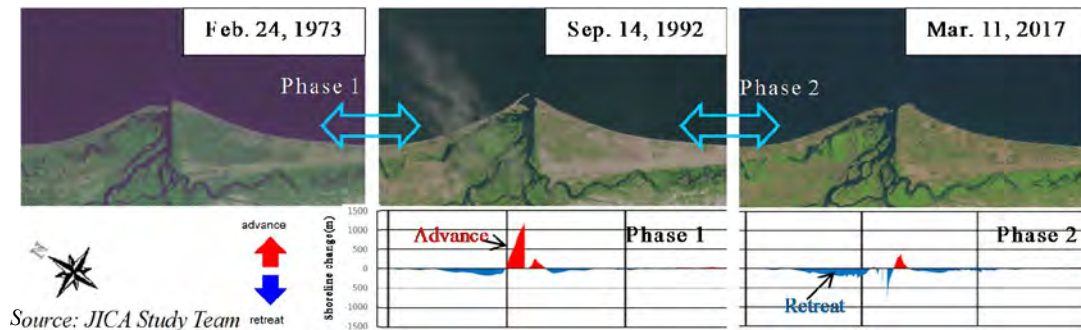 Feb. 24, 1973
Sep. 14, 1992
Mar. 11, 2017
Phase 1
Phase 2
N
advance
retreat
Source: JICA Study Team
Shoreline change(m)
1500
1000
500
0
500
1000
1500
Advance
Phase 1
Retreat
Phase 2